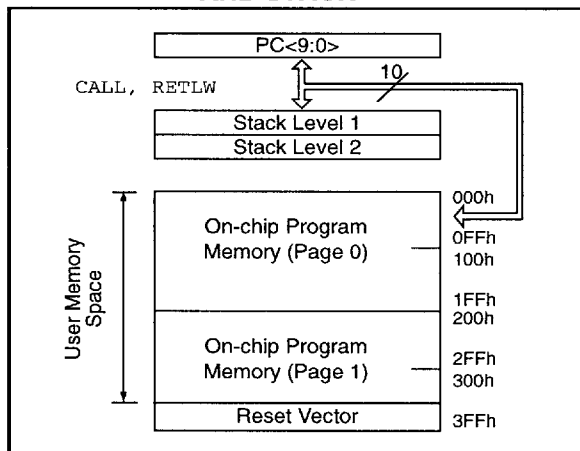 PC<9:0>
10
CALL, RETLW
Stack Level 1
Stack Level 2
User Memory
Space
000h
On-chip Program
Memory (Page 0)
0FFh
100h
1FFh
200h
On-chip Program
Memory (Page 1)
2FFh
300h
Reset Vector
3FFh